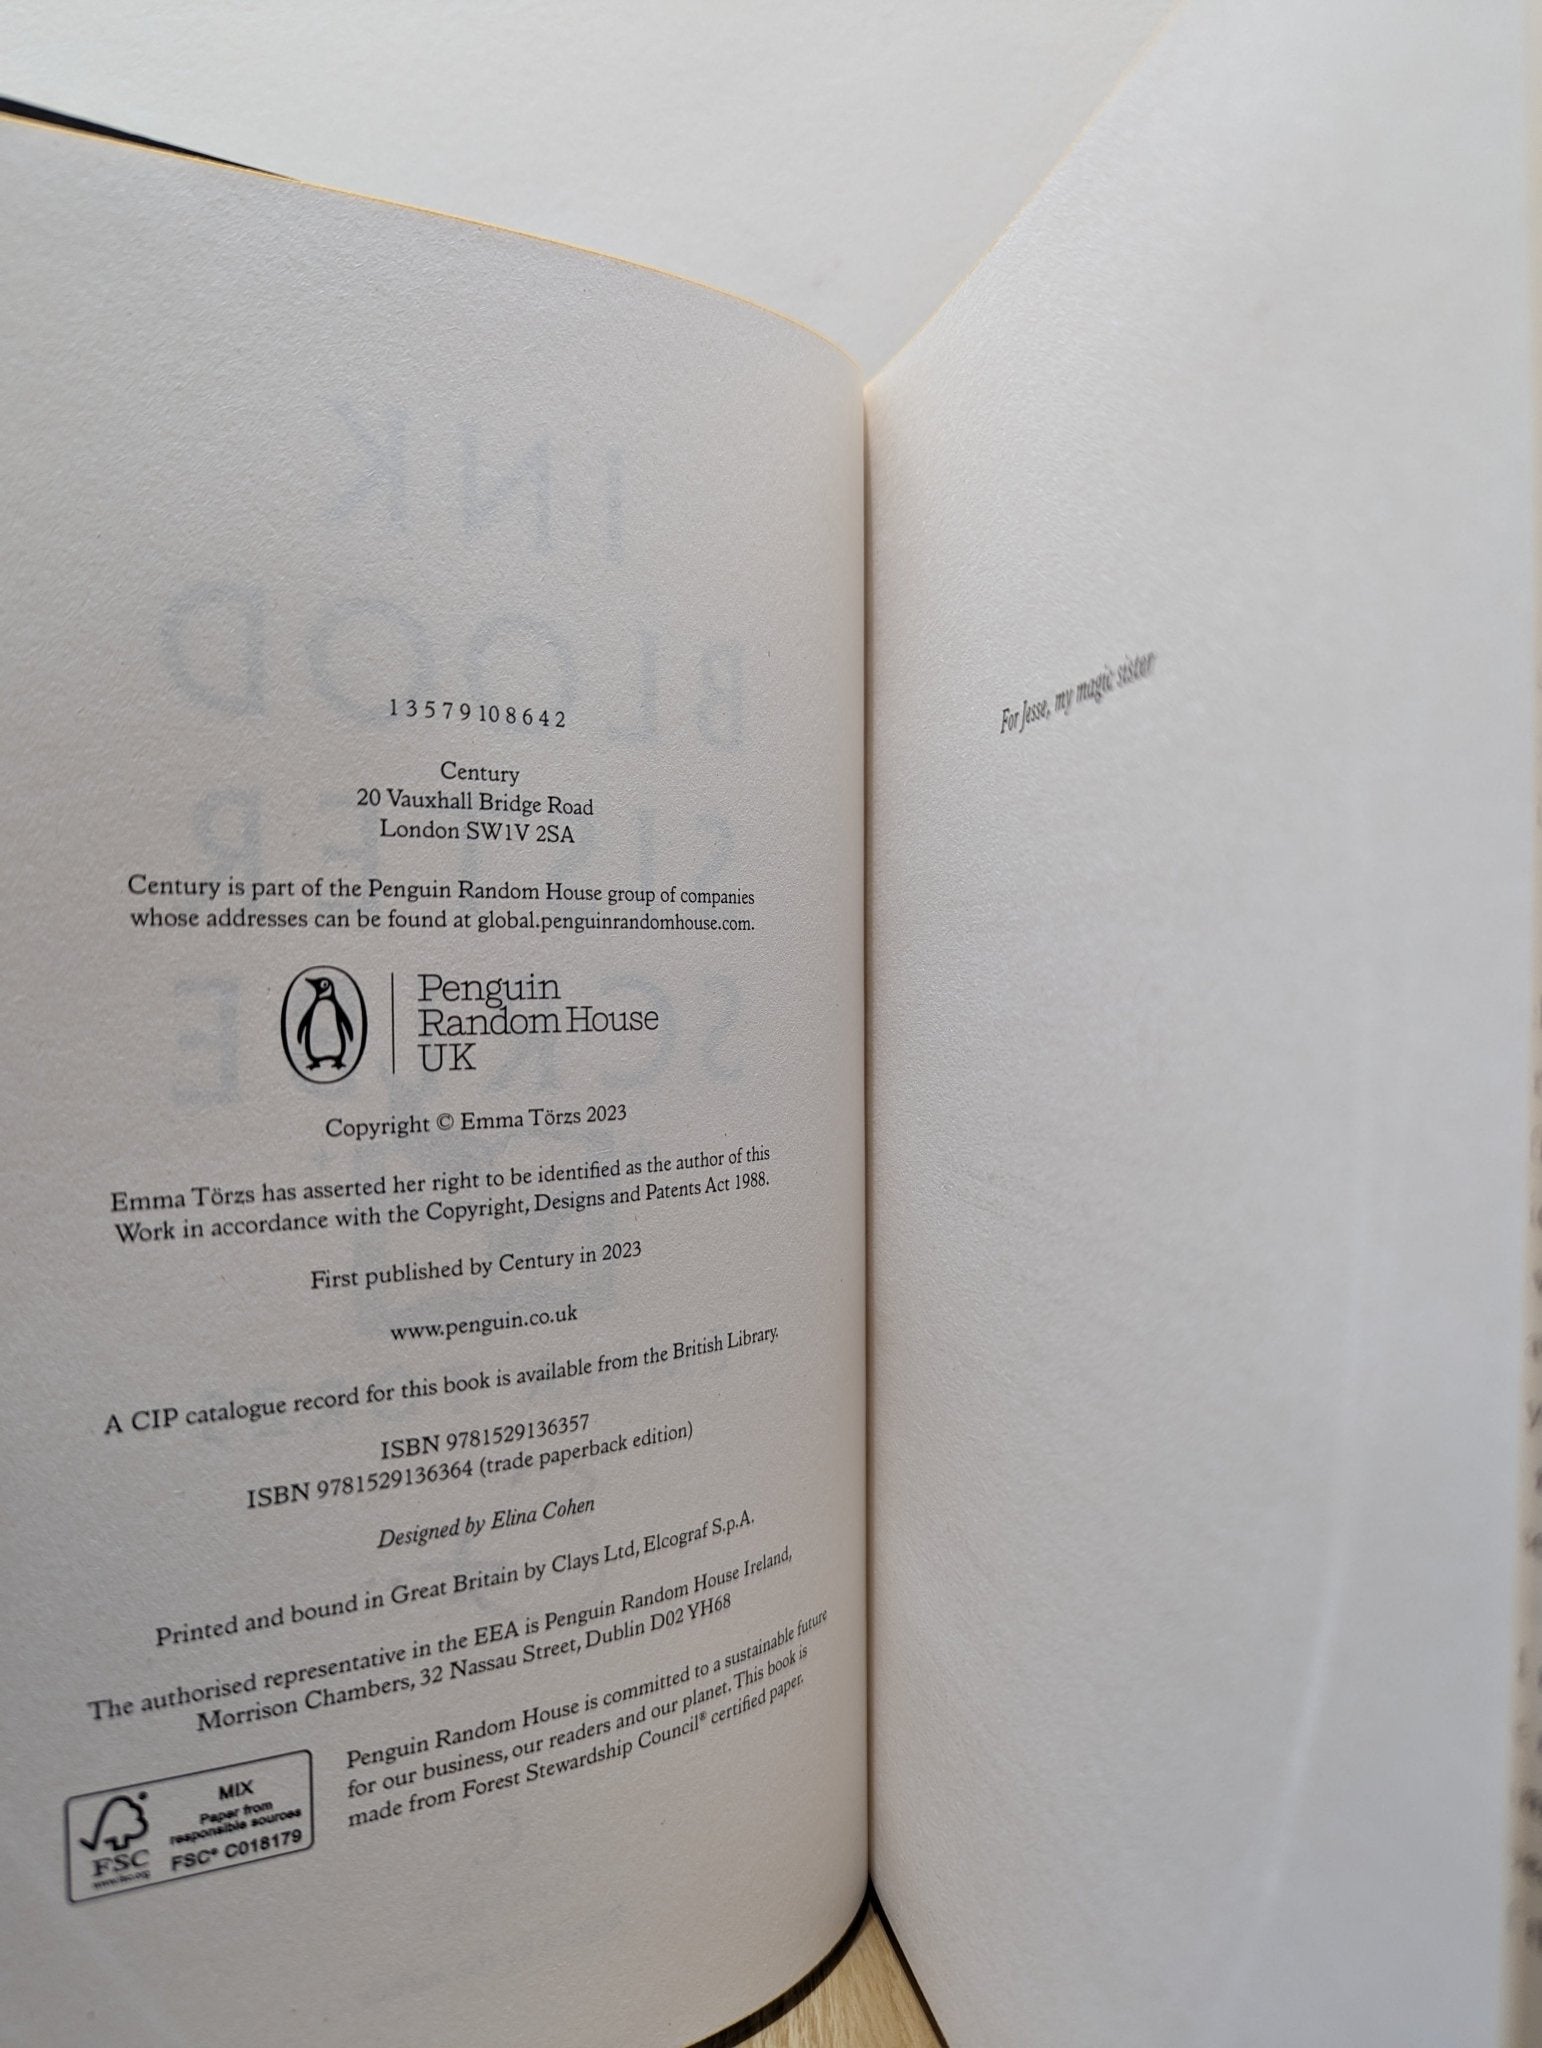 1 3 5 7 9 10 8 6 4 2
Century
20 Vauxhall Bridge Road
London SW1V 2SA
Century is part of the Penguin Random House group of companies
whose addresses can be found at global.penguinrandomhouse.com.
Penguin
Random House
UK
Copyright © Emma Törzs 2023
Emma Törzs has asserted her right to be identified as the author of this
Work in accordance with the Copyright, Designs and Patents Act 1988.
First published by Century in 2023
www.penguin.co.uk
A CIP catalogue record for this book is available from the British Library.
ISBN 9781529136357
ISBN 9781529136364 (trade paperback edition)
Designed by Elina Cohen
Printed and bound in Great Britain by Clays Ltd, Elcograf S.p.A.
The authorised representative in the EEA is Penguin Random House Ireland,
Morrison Chambers, 32 Nassau Street, Dublin D02 YH68
Penguin Random House is committed to a sustainable future
for our business, our readers and our planet. This book is
made from Forest Stewardship Council® certified paper.
MIX
Paper from
responsible sources
FSC® C018179
FSC
www.fsc.org
For Jesse, my magic sister
INK
BLOOD
SISTER
SCRIBE